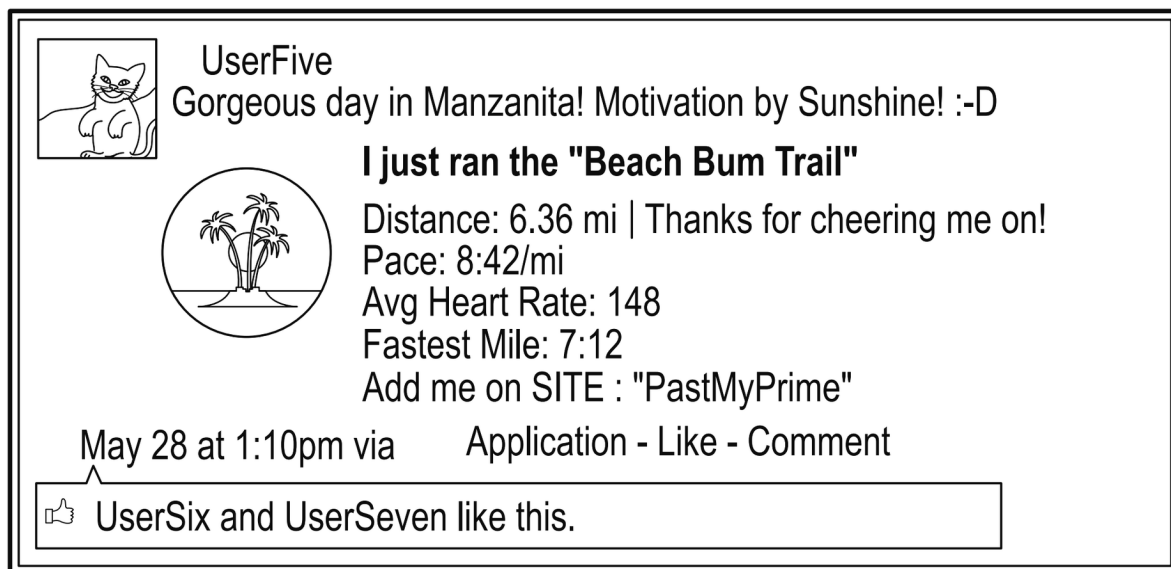 UserFive
Gorgeous day in Manzanita! Motivation by Sunshine! :-D
I just ran the "Beach Bum Trail"
Distance: 6.36 mi | Thanks for cheering me on!
Pace: 8:42/mi
Avg Heart Rate: 148
Fastest Mile: 7:12
Add me on SITE : "PastMyPrime"
May 28 at 1:10pm via Application - Like - Comment
UserSix and UserSeven like this.